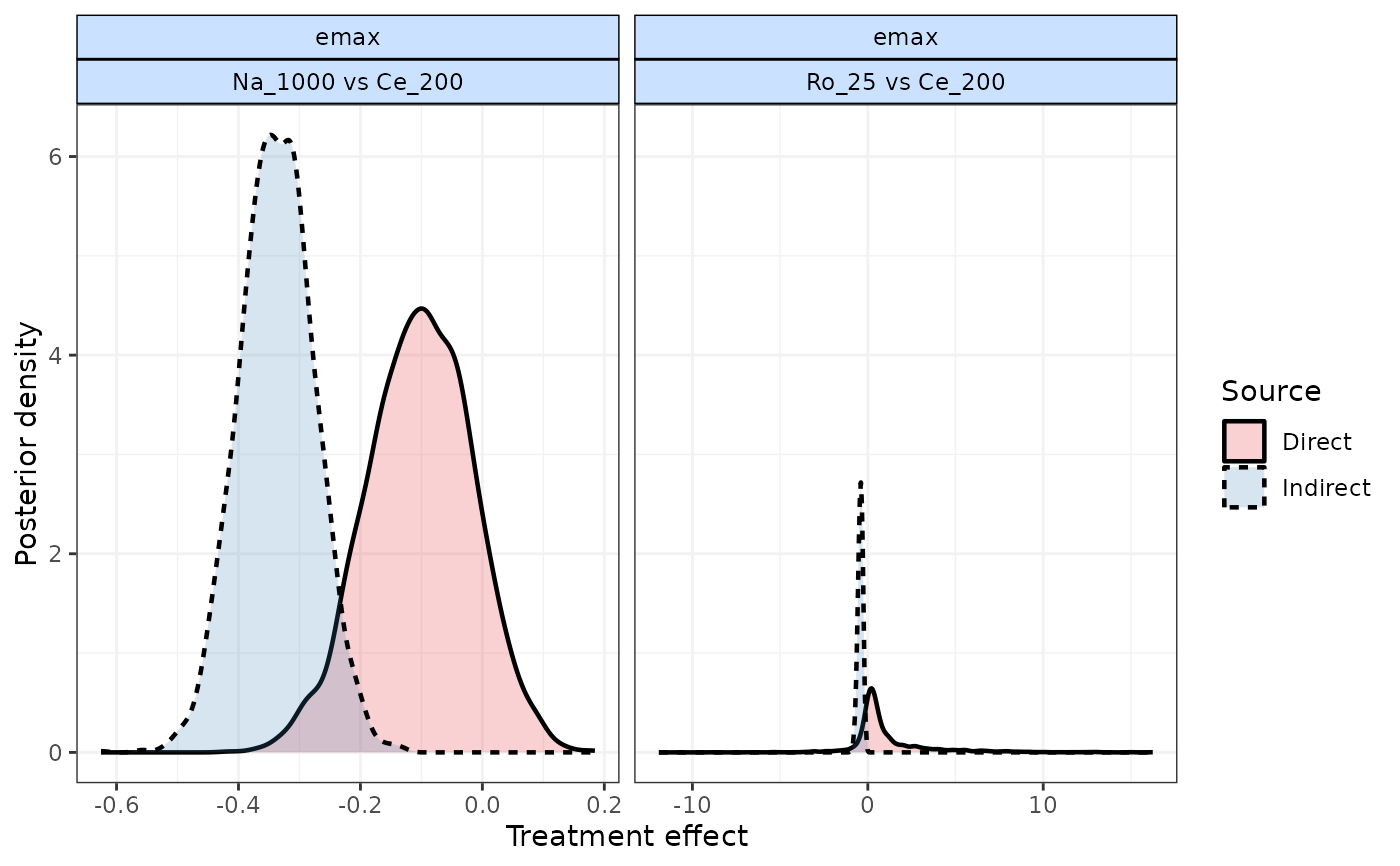 emax
emax
Na_1000 vs Ce_200
Ro_25 vs Ce_200
Posterior density
6
4
2
0
-0.6
-0.4
-0.2
0.0
0.2
-10
0
10
Treatment effect
Source
Direct
Indirect